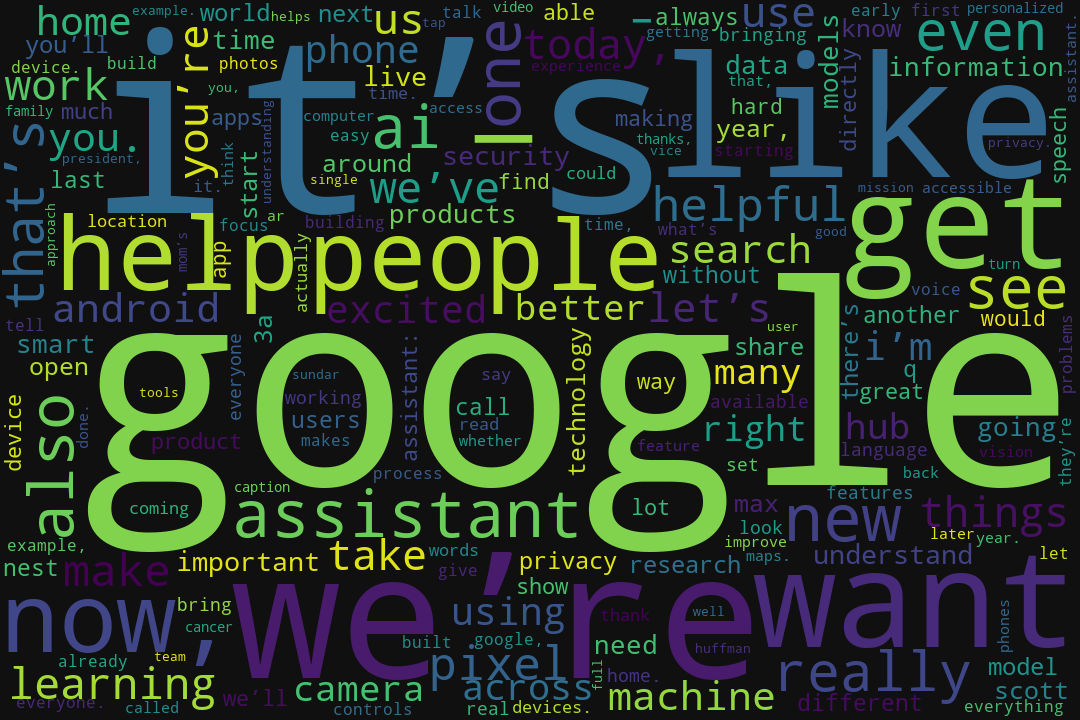 home
example.
world
helps
next
us
tap
talk
video
able
–
always
use
early
first
personalized
you'll
you're
time
phone
one
getting
bringing
know
even
device.
build
photos
it's
like
today,
experience
data
models
information
assistant.
work
you,
live
time.
ai
that,
directly
family
much
apps
computer
access
making
hard
year,
speech
that's
you.
think
understanding
easy
security
thanks,
vice
starting
privacy.
president,
around
last
it.
start
single
we've
find
could
mission
accessible
helpful
get
approach
location
focus
ar
building
products
time,
what's
good
help
people
mom's
app
actually
search
without
turn
android
excited
better
let's
voice
see
tell
3a
user
there's
another
would
problems
smart
everyone
assistant:
technology
share
i'm
open
google
sundar
say
way
many
q
tools
working
call
available
great
device
also
done.
users
read
right
hub
going
they're
product
makes
whether
feature
language
vision
process
set
back
caption
coming
assistant
lot
max
features
new
things
look
example,
improve
later
year.
nest
make
important
take
words
privacy
research
maps.
understand
let
give
show
now,
we're
want
bring
using
thank
well
phones
cancer
built
google,
need
huffman
already
team
pixel
full
home.
really
model
learning
we'll
camera
across
machine
different
scott
everyone.
called
controls
real
devices.
everything